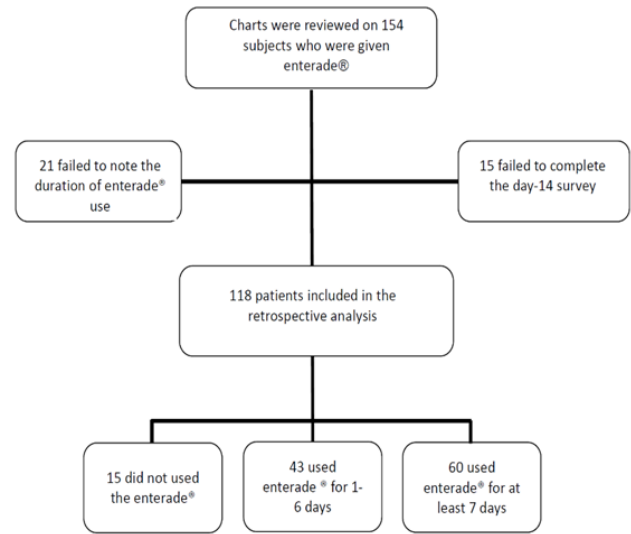 Charts were reviewed on 154
subjects who were given
enterade®
21 failed to note the
duration of enterade®
use
15 failed to complete
the day-14 survey
118 patients included in the
retrospective analysis
15 did not used
the enterade®
43 used
enterade ® for 1-
6 days
60 used
enterade® for at
least 7 days